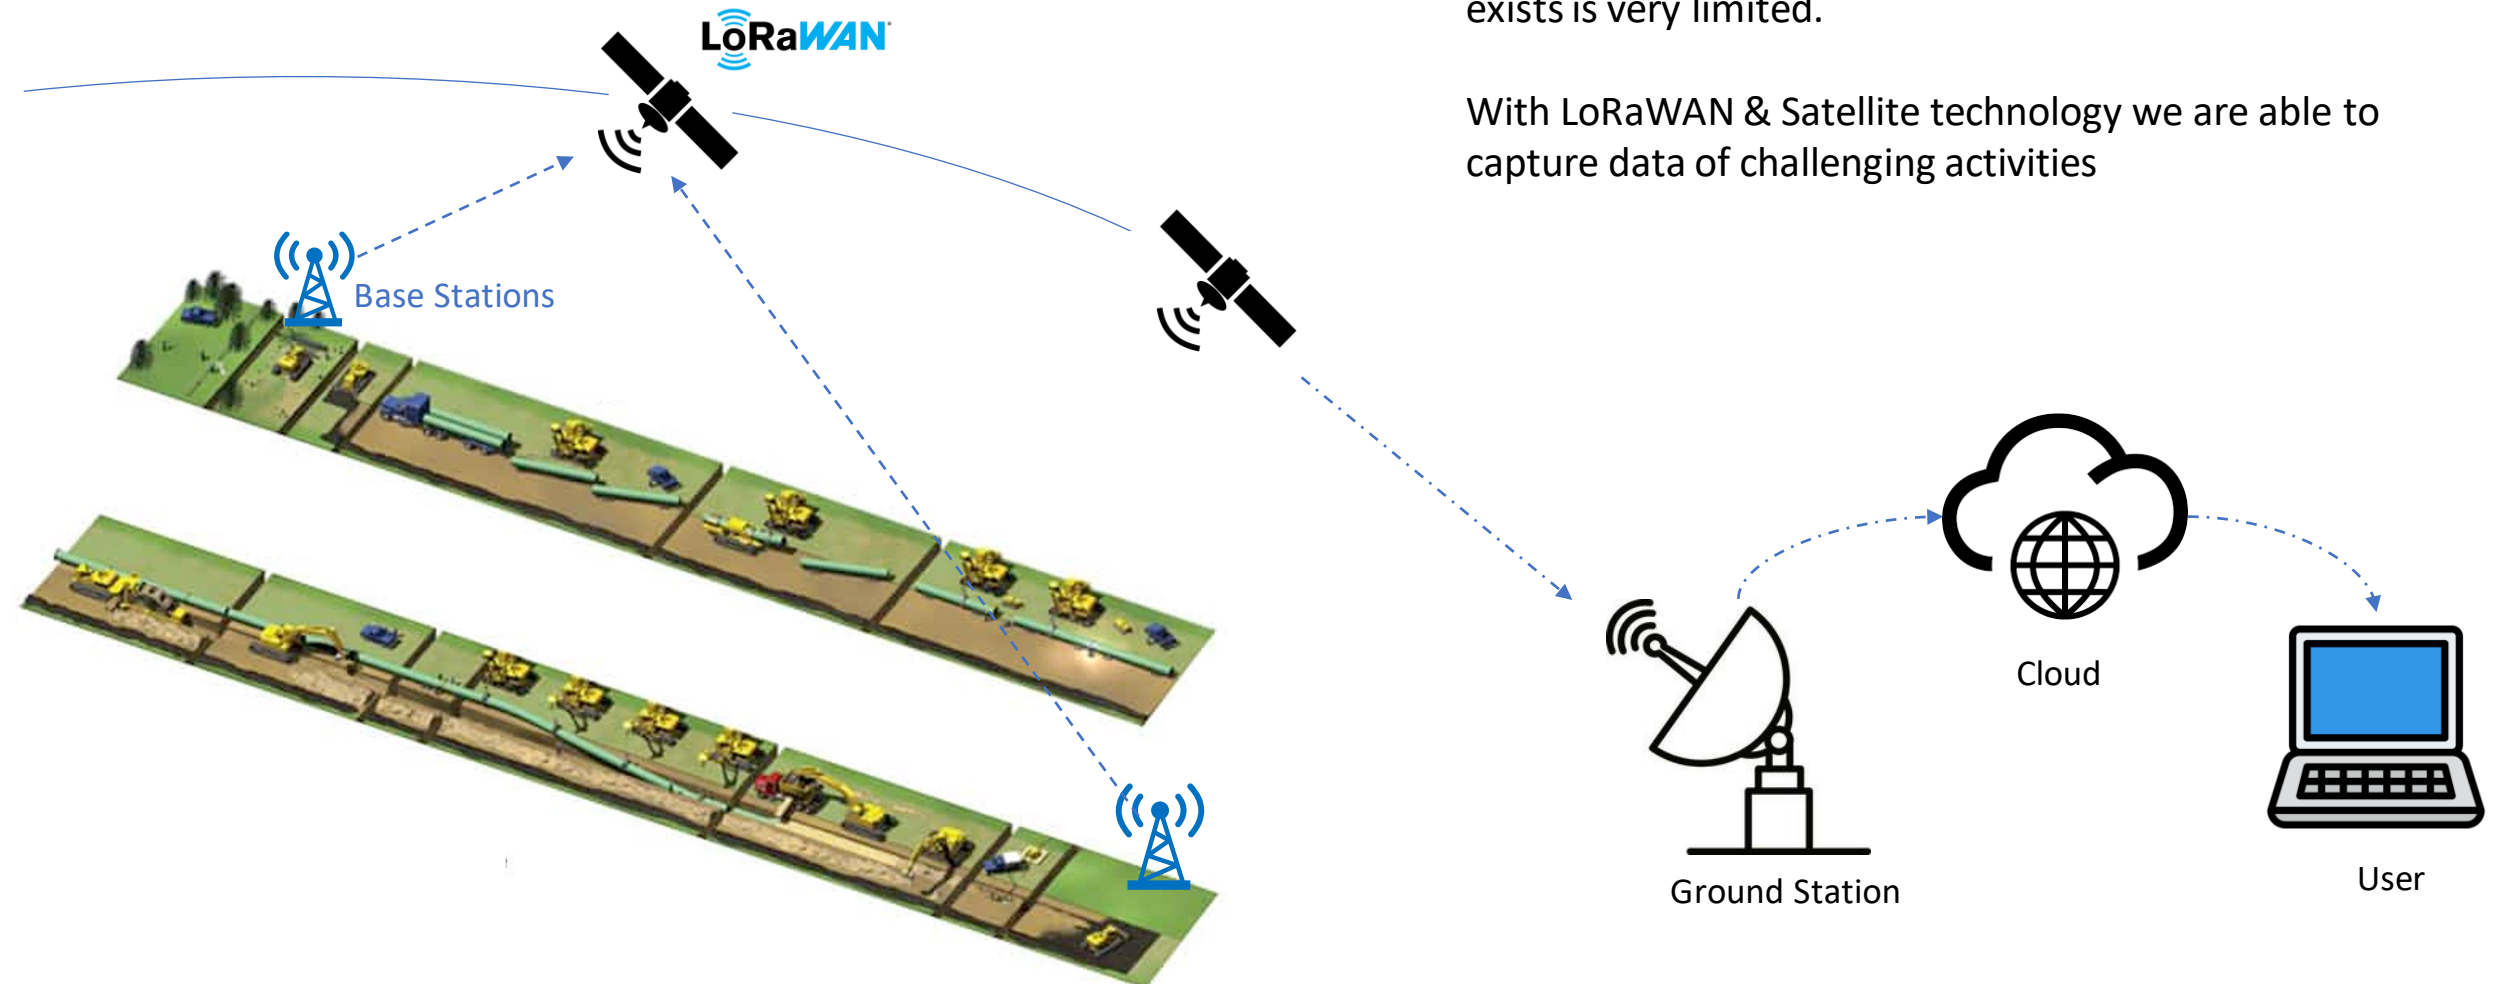 LoRaWAN
exists is very limited.
With LoRaWAN & Satellite technology we are able to
capture data of challenging activities
Base Stations
Cloud
Ground Station
User